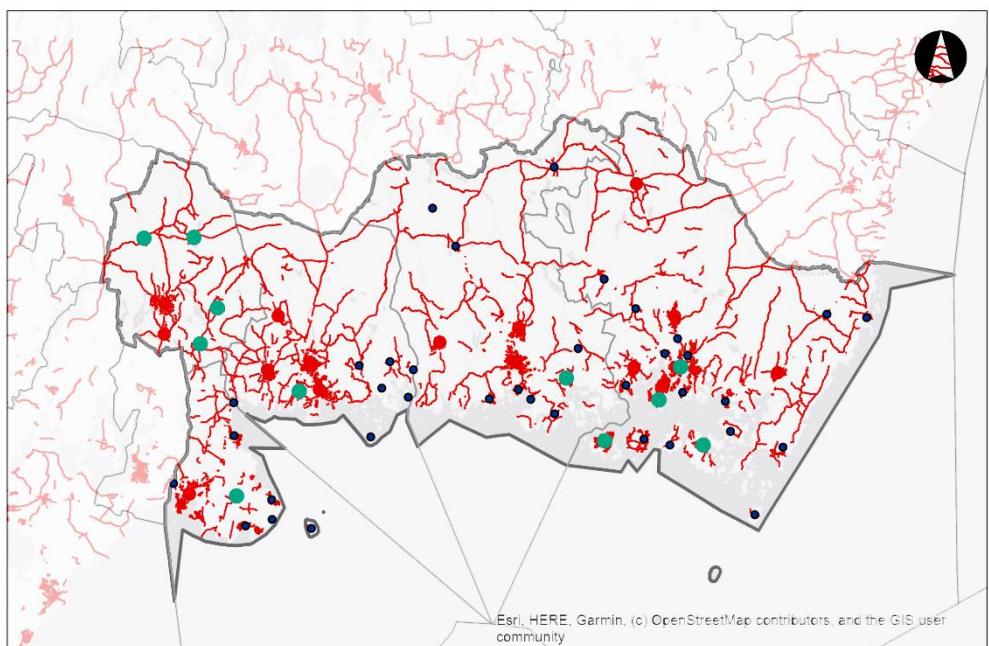 Esri, HERE, Garmin, (c) OpenStreetMap contributors, and the GIS user
community